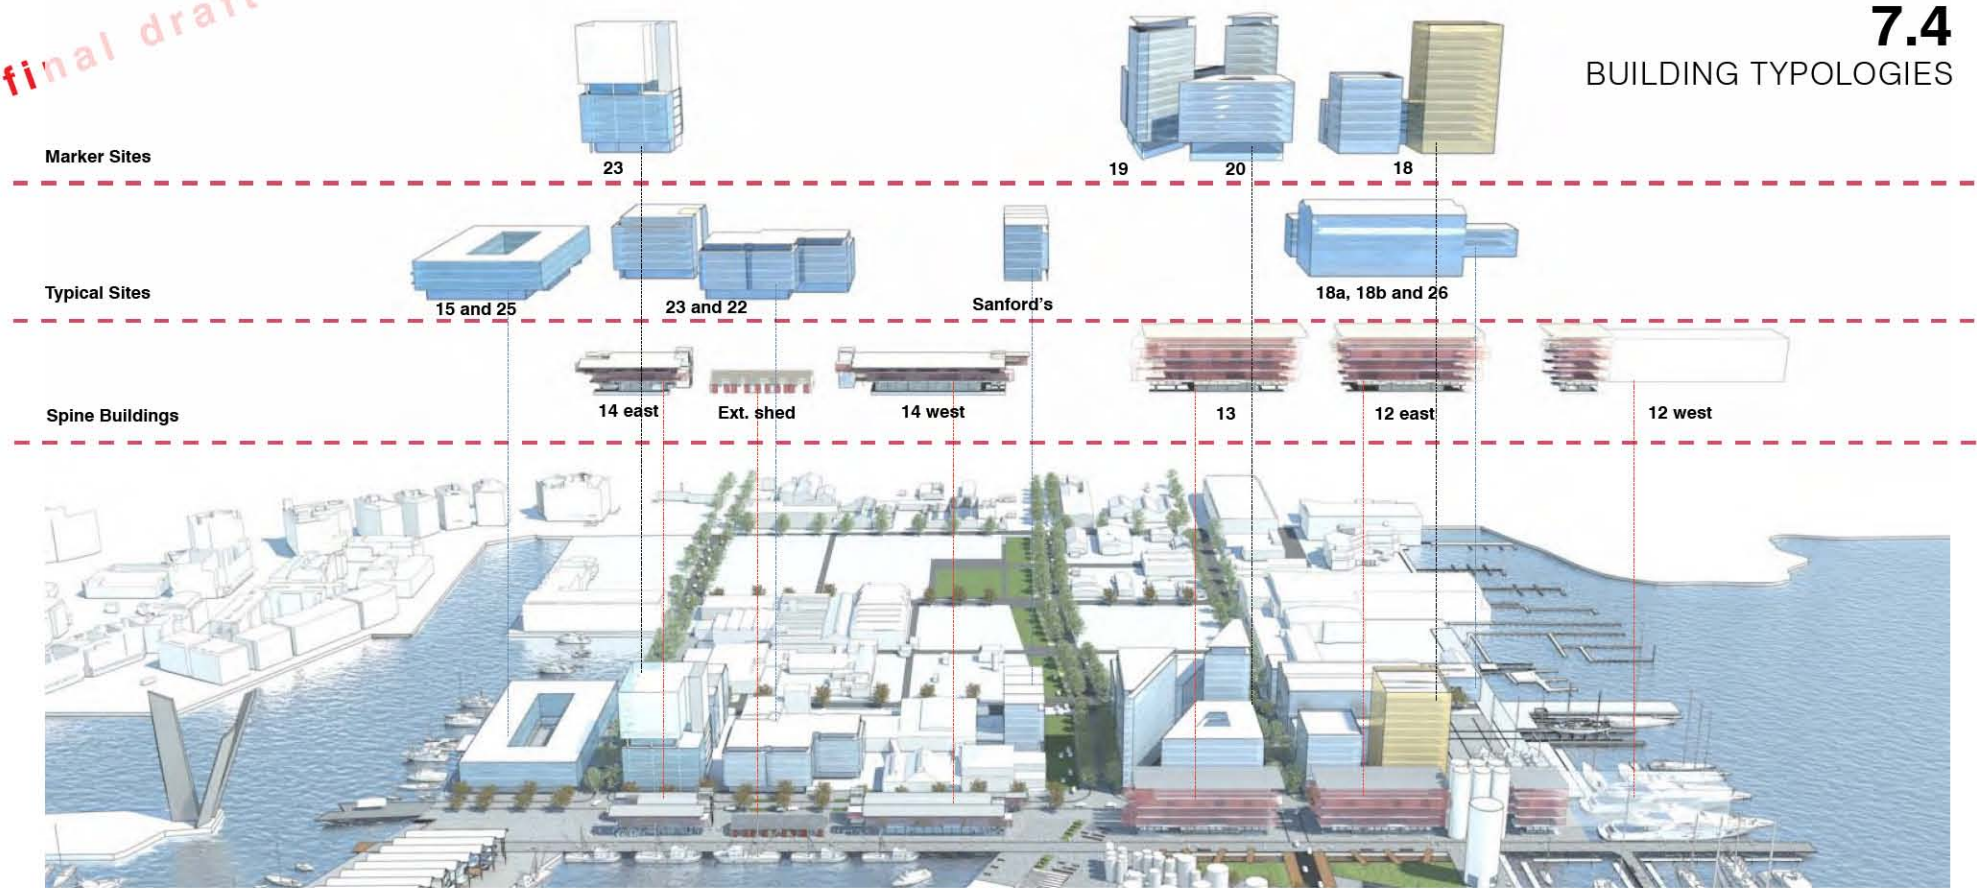 final draft
7.4
BUILDING TYPOLOGIES
Marker Sites
23
19
20
18
Typical Sites
15 and 25
23 and 22
Sanford's
18a, 18b and 26
Spine Buildings
14 east
Ext. shed
14 west
13
12 east
12 west